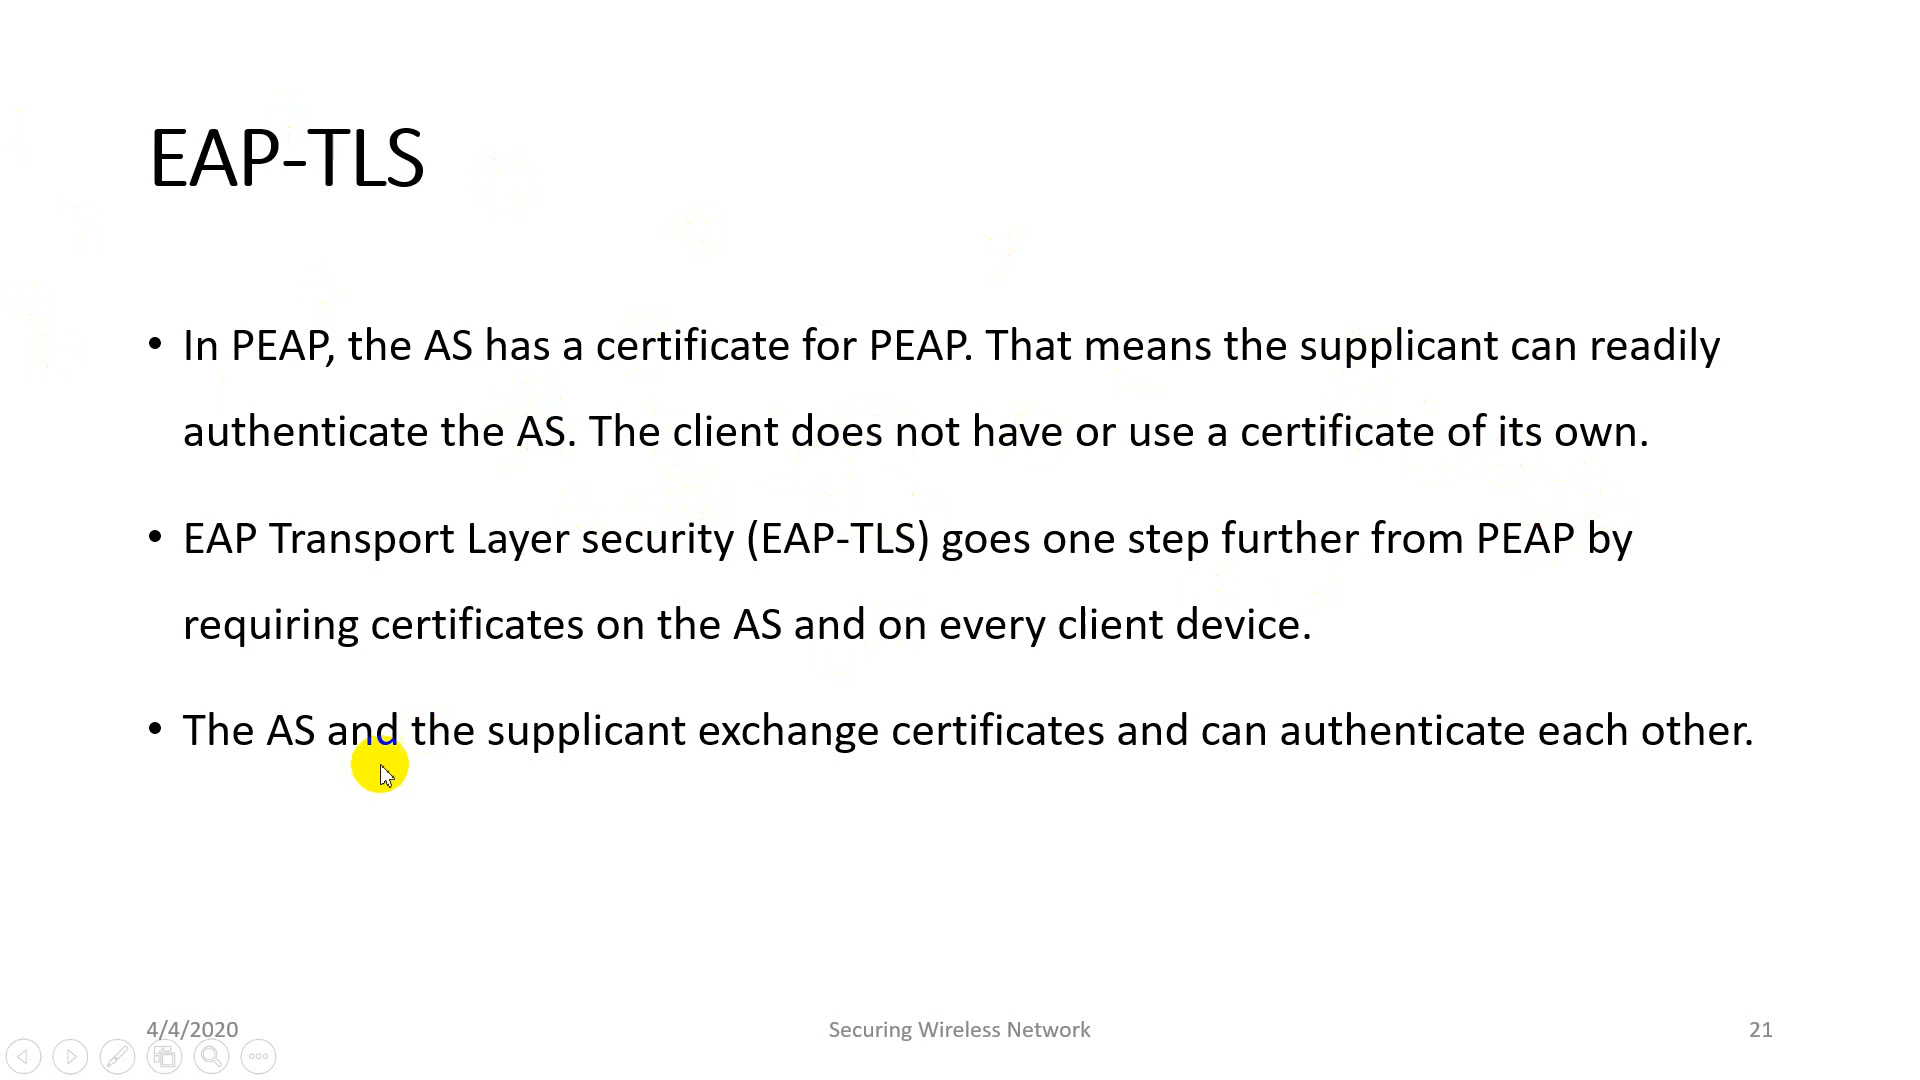 EAP-TLS
• In PEAP, the AS has a certificate for PEAP. That means the supplicant can readily
authenticate the AS. The client does not have or use a certificate of its own.
• EAP Transport Layer security (EAP-TLS) goes one step further from PEAP by
requiring certificates on the AS and on every client device.
• The AS and the supplicant exchange certificates and can authenticate each other.
4/4/2020 Securing Wireless Network 21